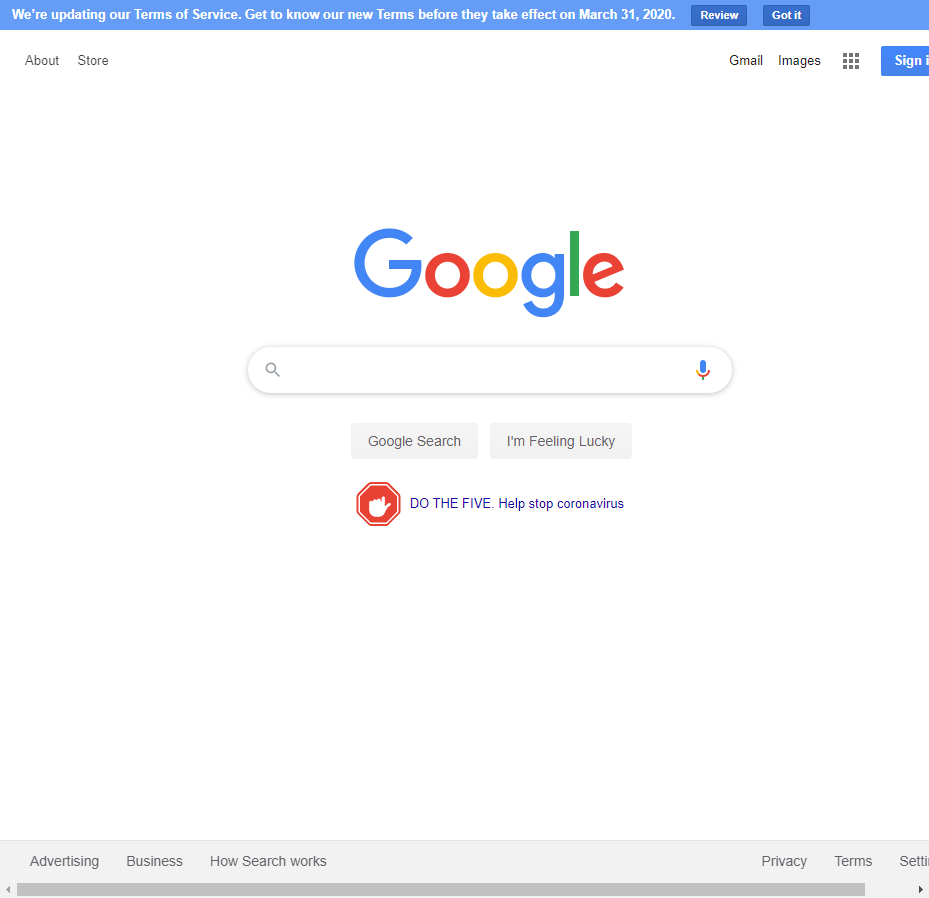 We're updating our Terms of Service. Get to know our new Terms before they take effect on March 31, 2020. Review Got it
About Store Gmail Images Sign i
Google
Google Search I'm Feeling Lucky
DO THE FIVE. Help stop coronavirus
Advertising Business How Search works Privacy Terms Setti